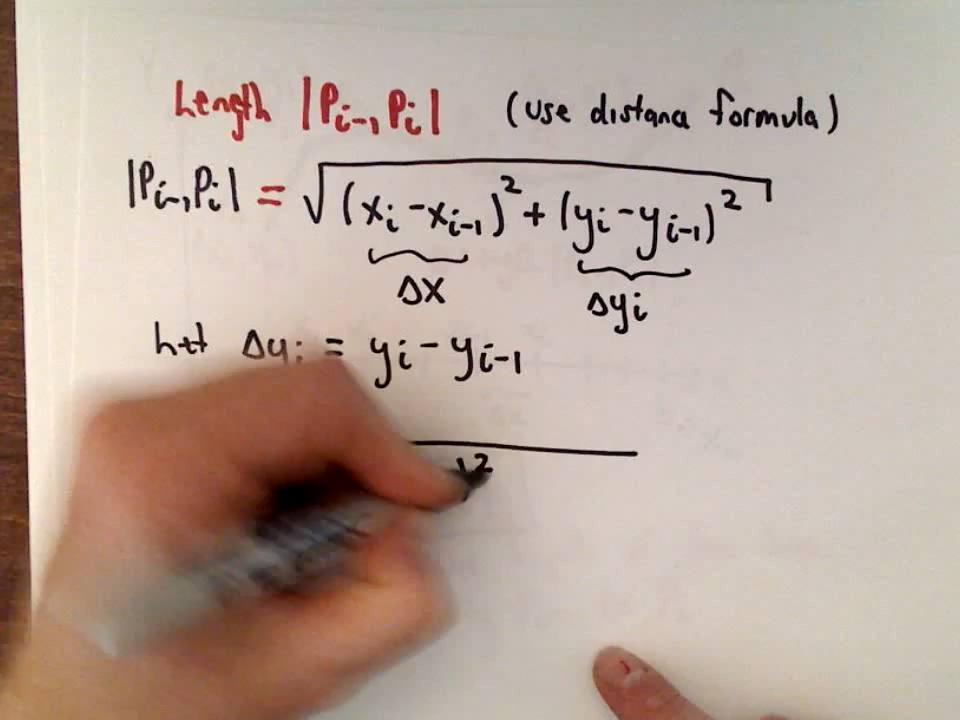 Length |Pi-1 Pi| (use distance formula)
|Pi-1 Pi| = √(xi - xi-1)² + (yi - yi-1)²
Δx Δyi
Let Δyi = yi - yi-1
)²